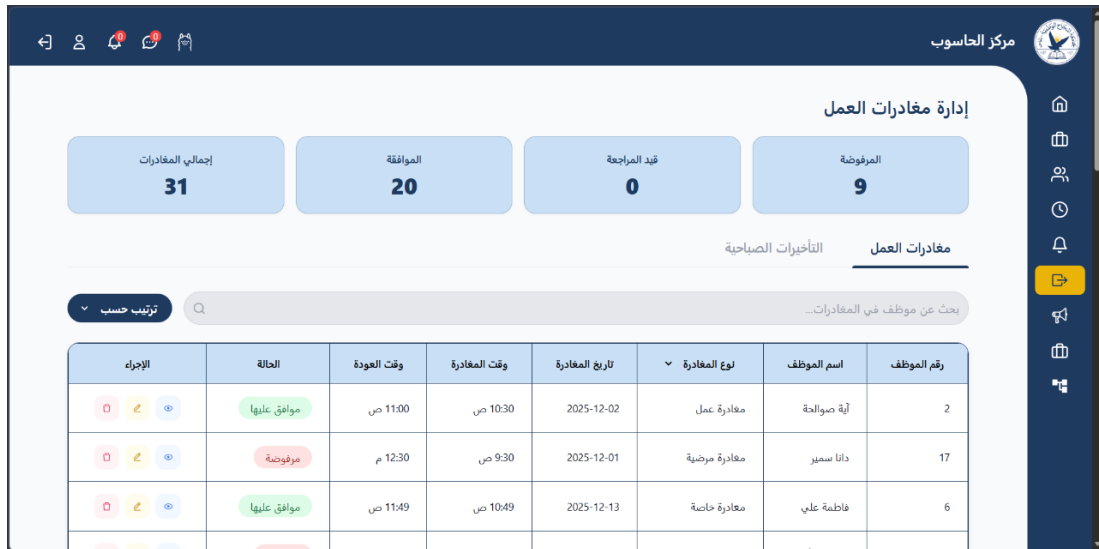 مركز الحاسوب
0 0
إدارة مغادرات العمل
المرفوضة
9
قيد المراجعة
0
الموافقة
20
إجمالي المغادرات
31
مغادرات العمل التأخيرات الصباحية
بحث عن موظف في المغادرات...
ترتيب حسب
رقم الموظف اسم الموظف نوع المغادرة تاريخ المغادرة وقت المغادرة وقت العودة الحالة الإجراء
2 آية صوالحة مغادرة عمل 2025-12-02 10:30 ص 11:00 ص موافق عليها
17 دانا سمير مغادرة مرضية 2025-12-01 9:30 ص 12:30 م مرفوضة
6 فاطمة علي مغادرة خاصة 2025-12-13 10:49 ص 11:49 ص موافق عليها